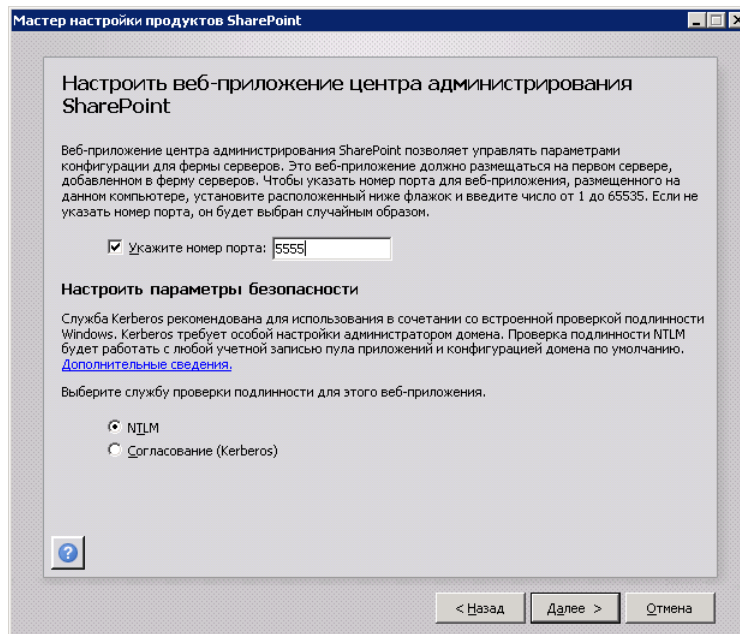 Мастер настройки продуктов SharePoint
Настроить веб-приложение центра администрирования
SharePoint
Веб-приложение центра администрирования SharePoint позволяет управлять параметрами
конфигурации для фермы серверов. Это веб-приложение должно размещаться на первом сервере,
добавленном в ферму серверов. Чтобы указать номер порта для веб-приложения, размещенного на
данном компьютере, установите расположенный ниже флажок и введите число от 1 до 65535. Если не
указать номер порта, он будет выбран случайным образом.
Укажите номер порта: 5555
Настроить параметры безопасности
Служба Kerberos рекомендована для использования в сочетании со встроенной проверкой подлинности
Windows. Kerberos требует особой настройки администратором домена. Проверка подлинности NTLM
будет работать с любой учетной записью пула приложений и конфигурацией домена по умолчанию.
Дополнительные сведения.
Выберите службу проверки подлинности для этого веб-приложения.
NTLM
Согласование (Kerberos)
?
< Назад Далее > Отмена